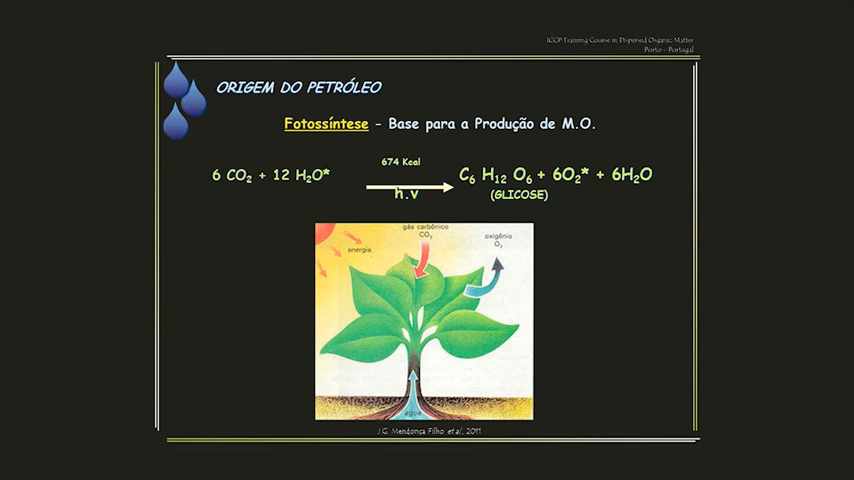 ICCP Training Course in Dispersed Organic Matter
Porto - Portugal
ORIGEM DO PETRÓLEO
Fotossíntese - Base para a Produção de M.O.
674 Kcal
6 CO₂ + 12 H₂O* C₆ H₁₂ O₆ + 6O₂* + 6H₂O
h.v (GLICOSE)
gás carbônico
CO₂
oxigênio
O₂
energia
água
J.G. Mendonça Filho et al., 2011